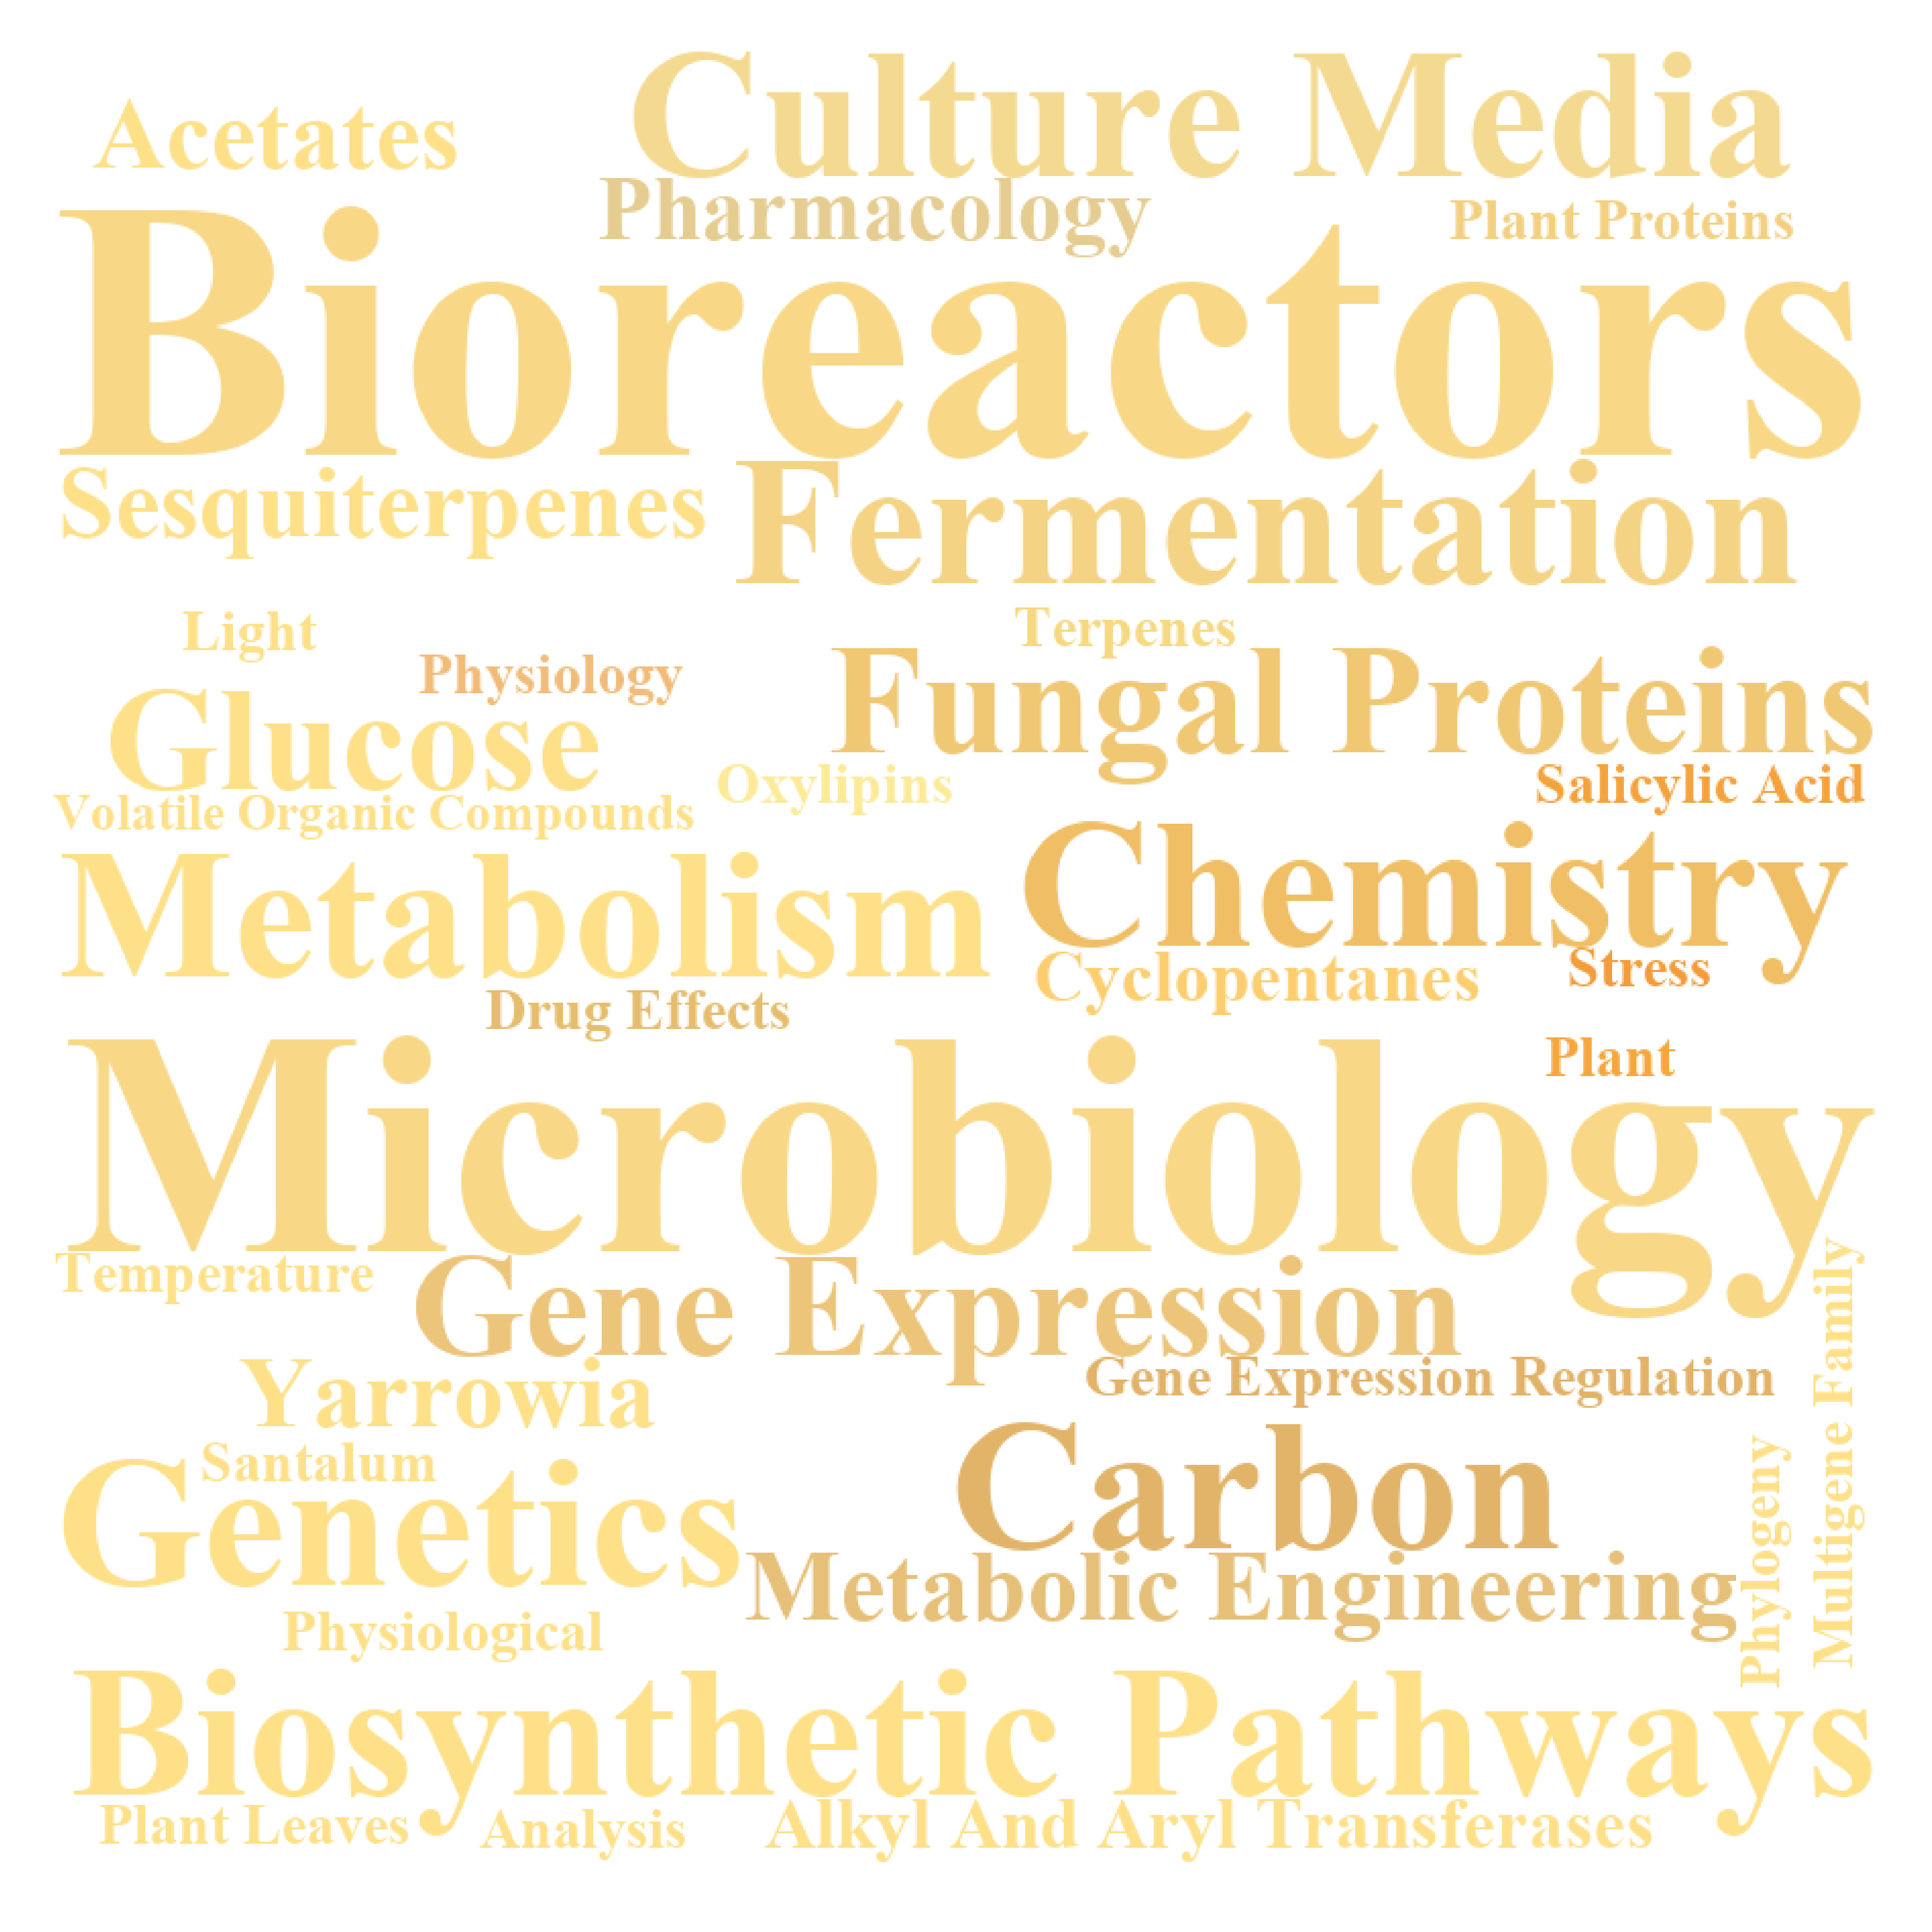 Culture Media
Acetates
Pharmacology
Plant Proteins
Bioreactors
Sesquiterpenes
Fermentation
Light
Terpenes
Physiology
Fungal Proteins
Glucose
Oxylipins
Salicylic Acid
Volatile Organic Compounds
Metabolism
Chemistry
Cyclopentanes
Stress
Drug Effects
Plant
Microbiology
Temperature
Gene Expression
Gene Expression Regulation
Multigene Family
Yarrowia
Santalum
Carbon
Phylogeny
Genetics
Metabolic Engineering
Physiological
Biosynthetic Pathways
Plant Leaves
Analysis
Alkyl And Aryl Transferases